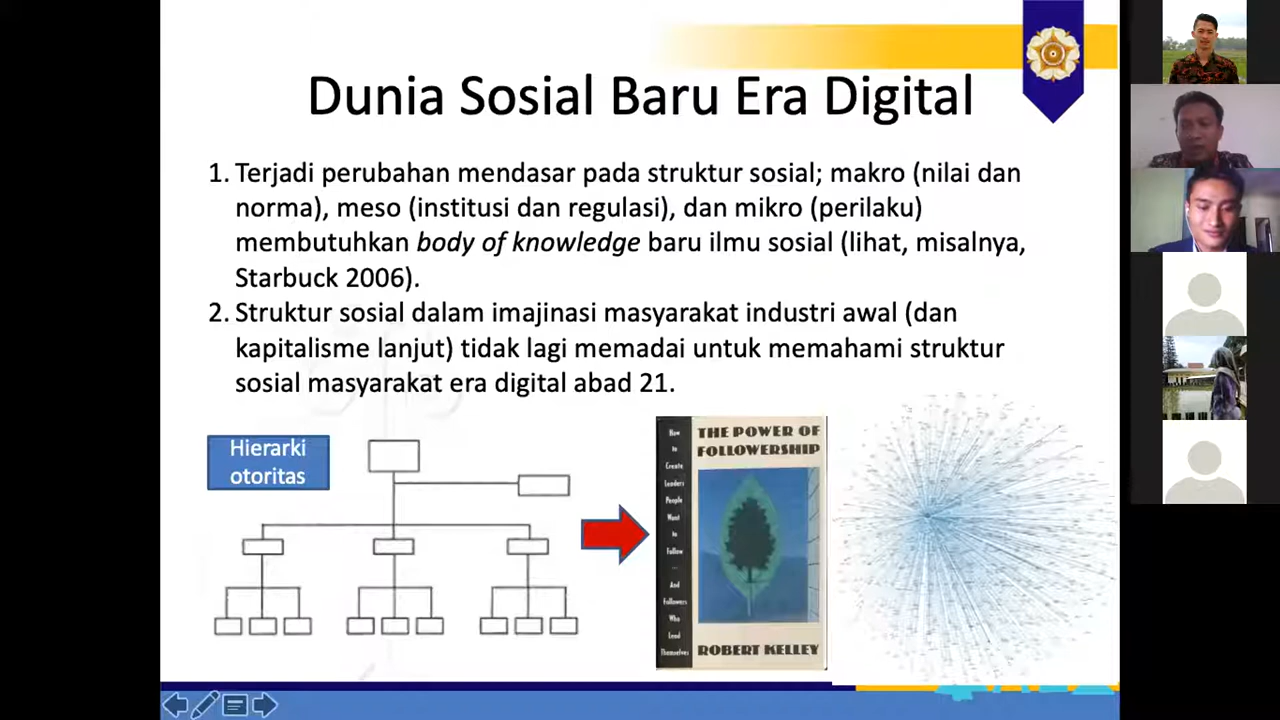 Dunia Sosial Baru Era Digital
1. Terjadi perubahan mendasar pada struktur sosial; makro (nilai dan
norma), meso (institusi dan regulasi), dan mikro (perilaku)
membutuhkan body of knowledge baru ilmu sosial (lihat, misalnya,
Starbuck 2006).
2. Struktur sosial dalam imajinasi masyarakat industri awal (dan
kapitalisme lanjut) tidak lagi memadai untuk memahami struktur
sosial masyarakat era digital abad 21.
Hierarki
otoritas
How
to
Create
Leaders
People
Want
to
Follow
—
And
Followers
Who
Lead
Themselves
THE POWER OF
FOLLOWERSHIP
ROBERT KELLEY